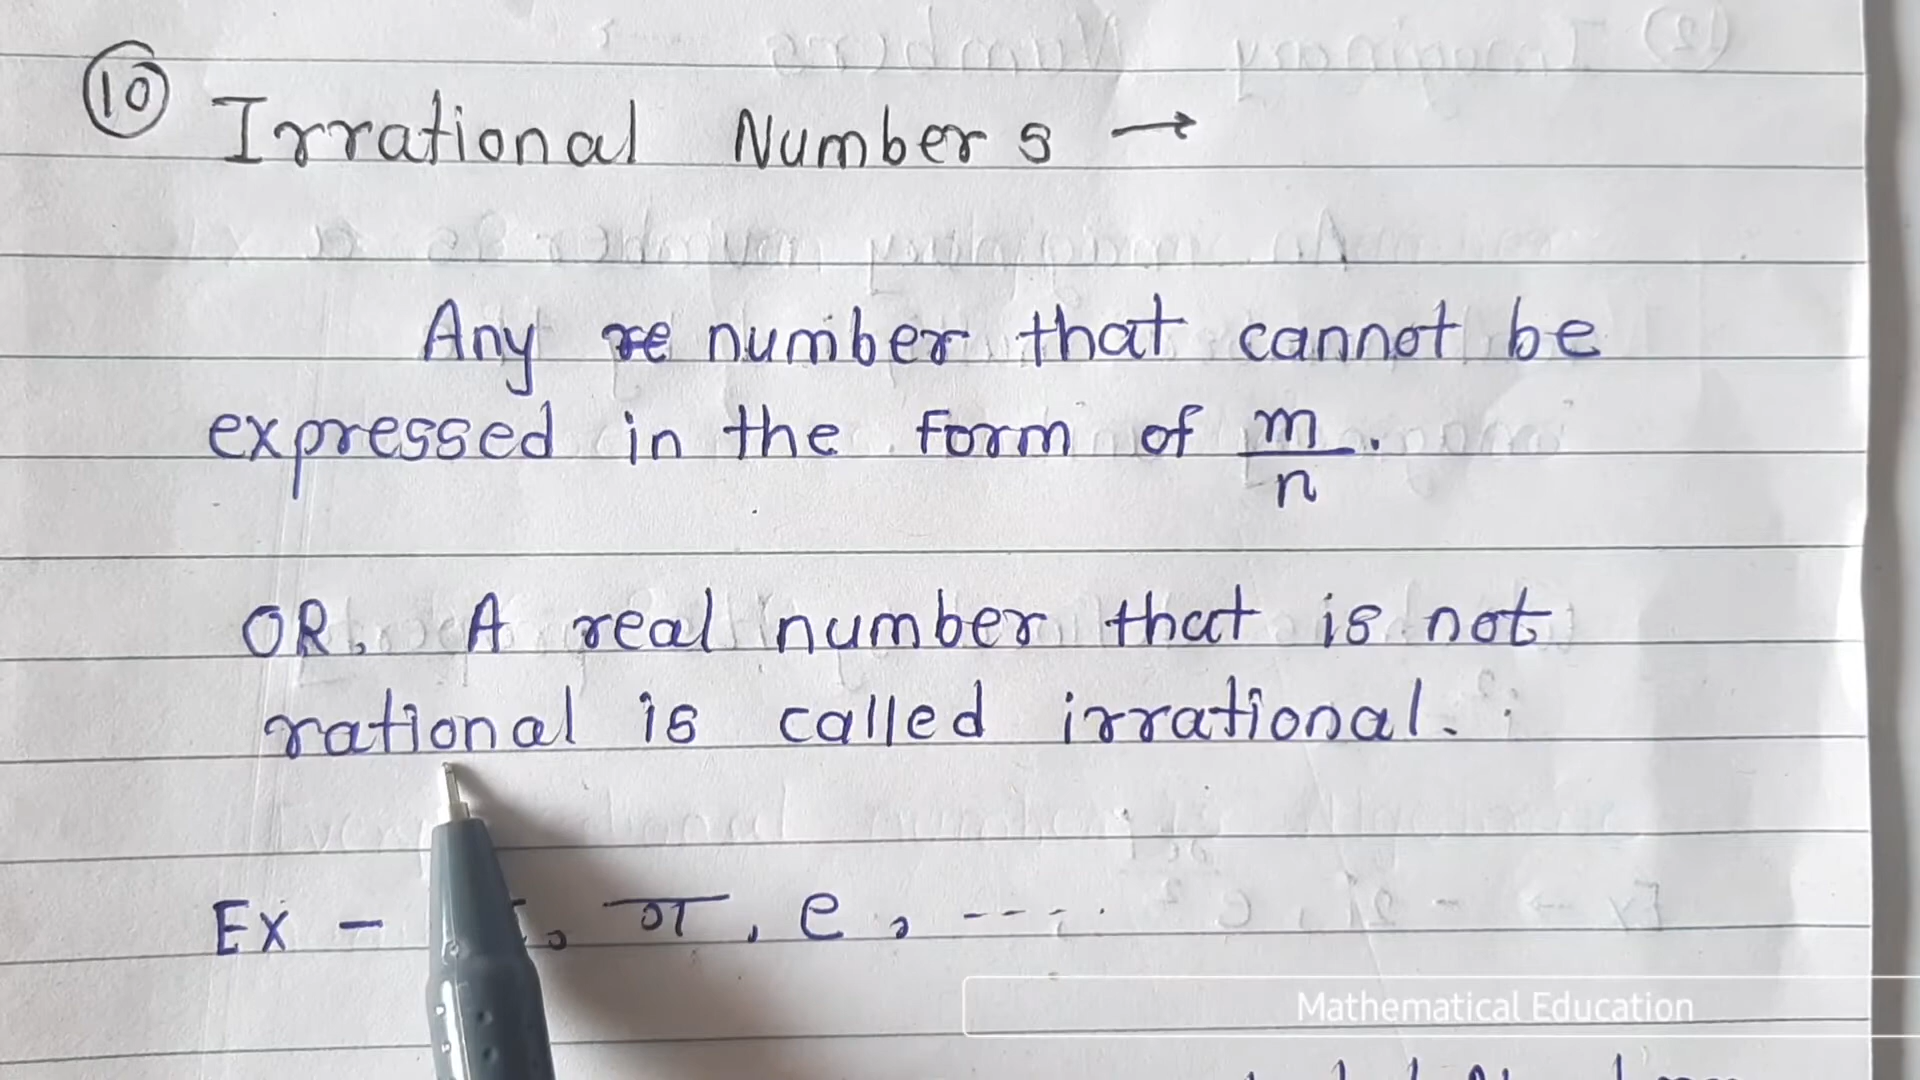 10 Irrational Numbers →
Any re number that cannot be
expressed in the form of m/n.
OR. A real number that is not
rational is called irrational.
Ex - , π, e, ----
Mathematical Education